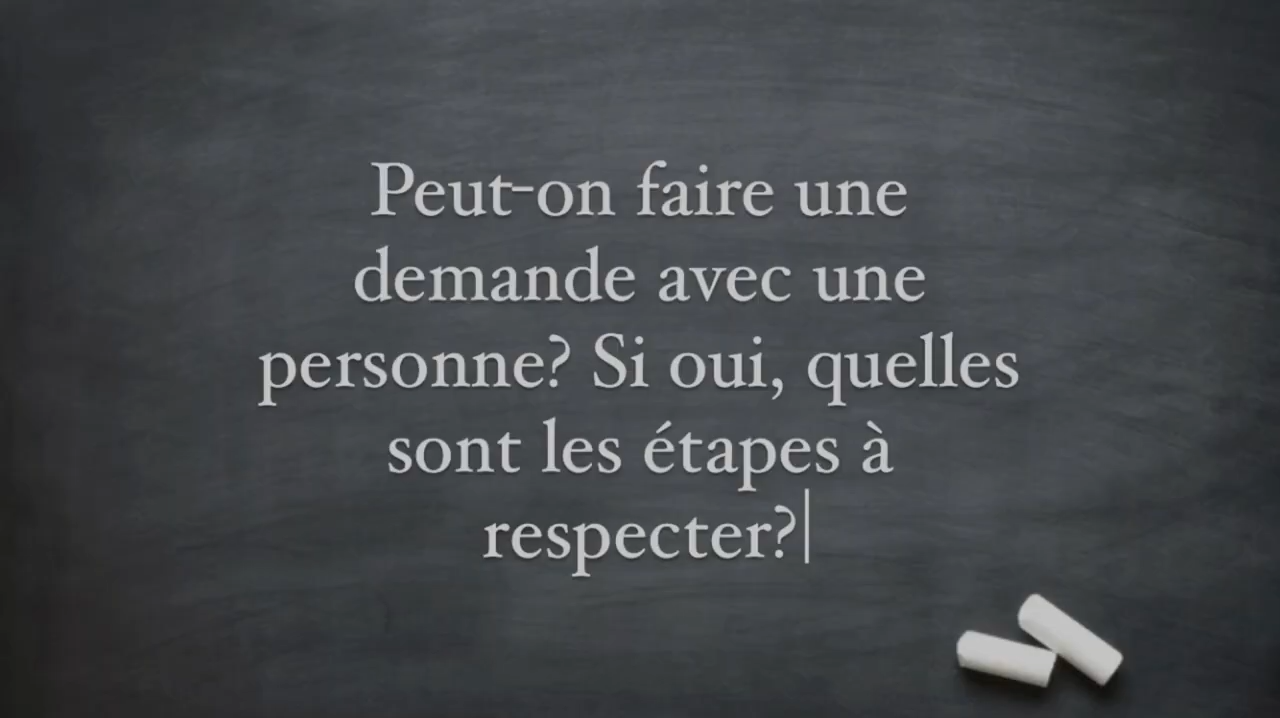 Peut-on faire une
demande avec une
personne? Si oui, quelles
sont les étapes à
respecter?